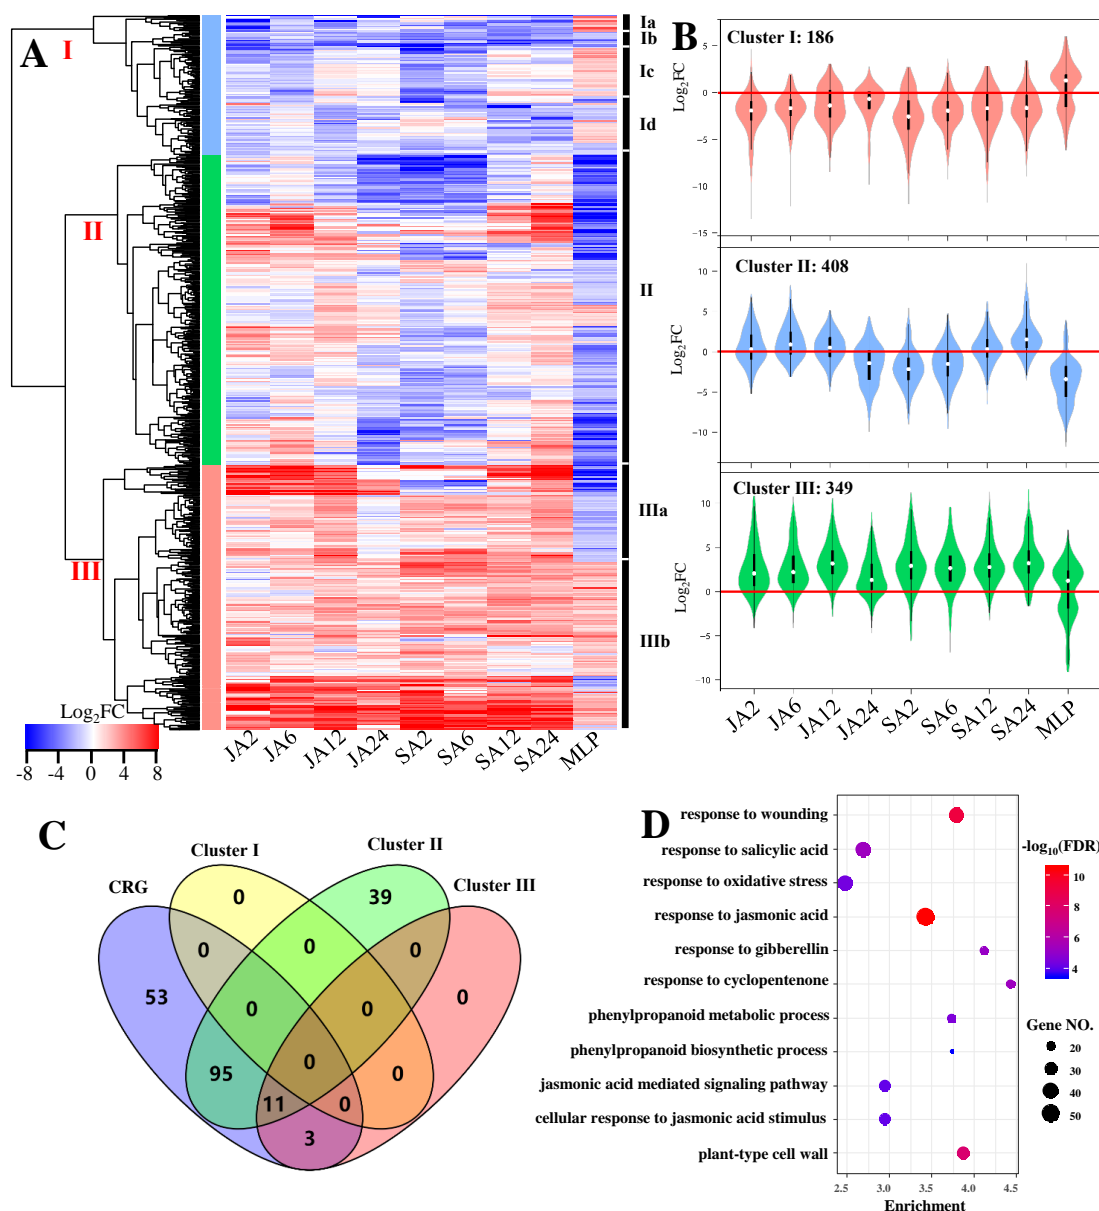 A
I
II
III
Ia
Ib
Ic
Id
II
IIIa
IIIb
Log2FC
-8 -4 0 4 8
JA2 JA6 JA12 JA24 SA2 SA6 SA12 SA24 MLP
B
Cluster I: 186
Log2FC
5
0
-5
-10
-15
Cluster II: 408
Log2FC
10
5
0
-5
-10
Cluster III: 349
Log2FC
10
5
0
-5
-10
JA2 JA6 JA12 JA24 SA2 SA6 SA12 SA24 MLP
C
CRG
Cluster I
Cluster II
Cluster III
0
39
0
0
0
53
0
0
0
0
95
0
11
0
3
D
response to wounding
response to salicylic acid
response to oxidative stress
response to jasmonic acid
response to gibberellin
response to cyclopentenone
phenylpropanoid metabolic process
phenylpropanoid biosynthetic process
jasmonic acid mediated signaling pathway
cellular response to jasmonic acid stimulus
plant-type cell wall
2.5 3.0 3.5 4.0 4.5
Enrichment
-log10(FDR)
10
8
6
4
Gene NO.
20
30
40
50